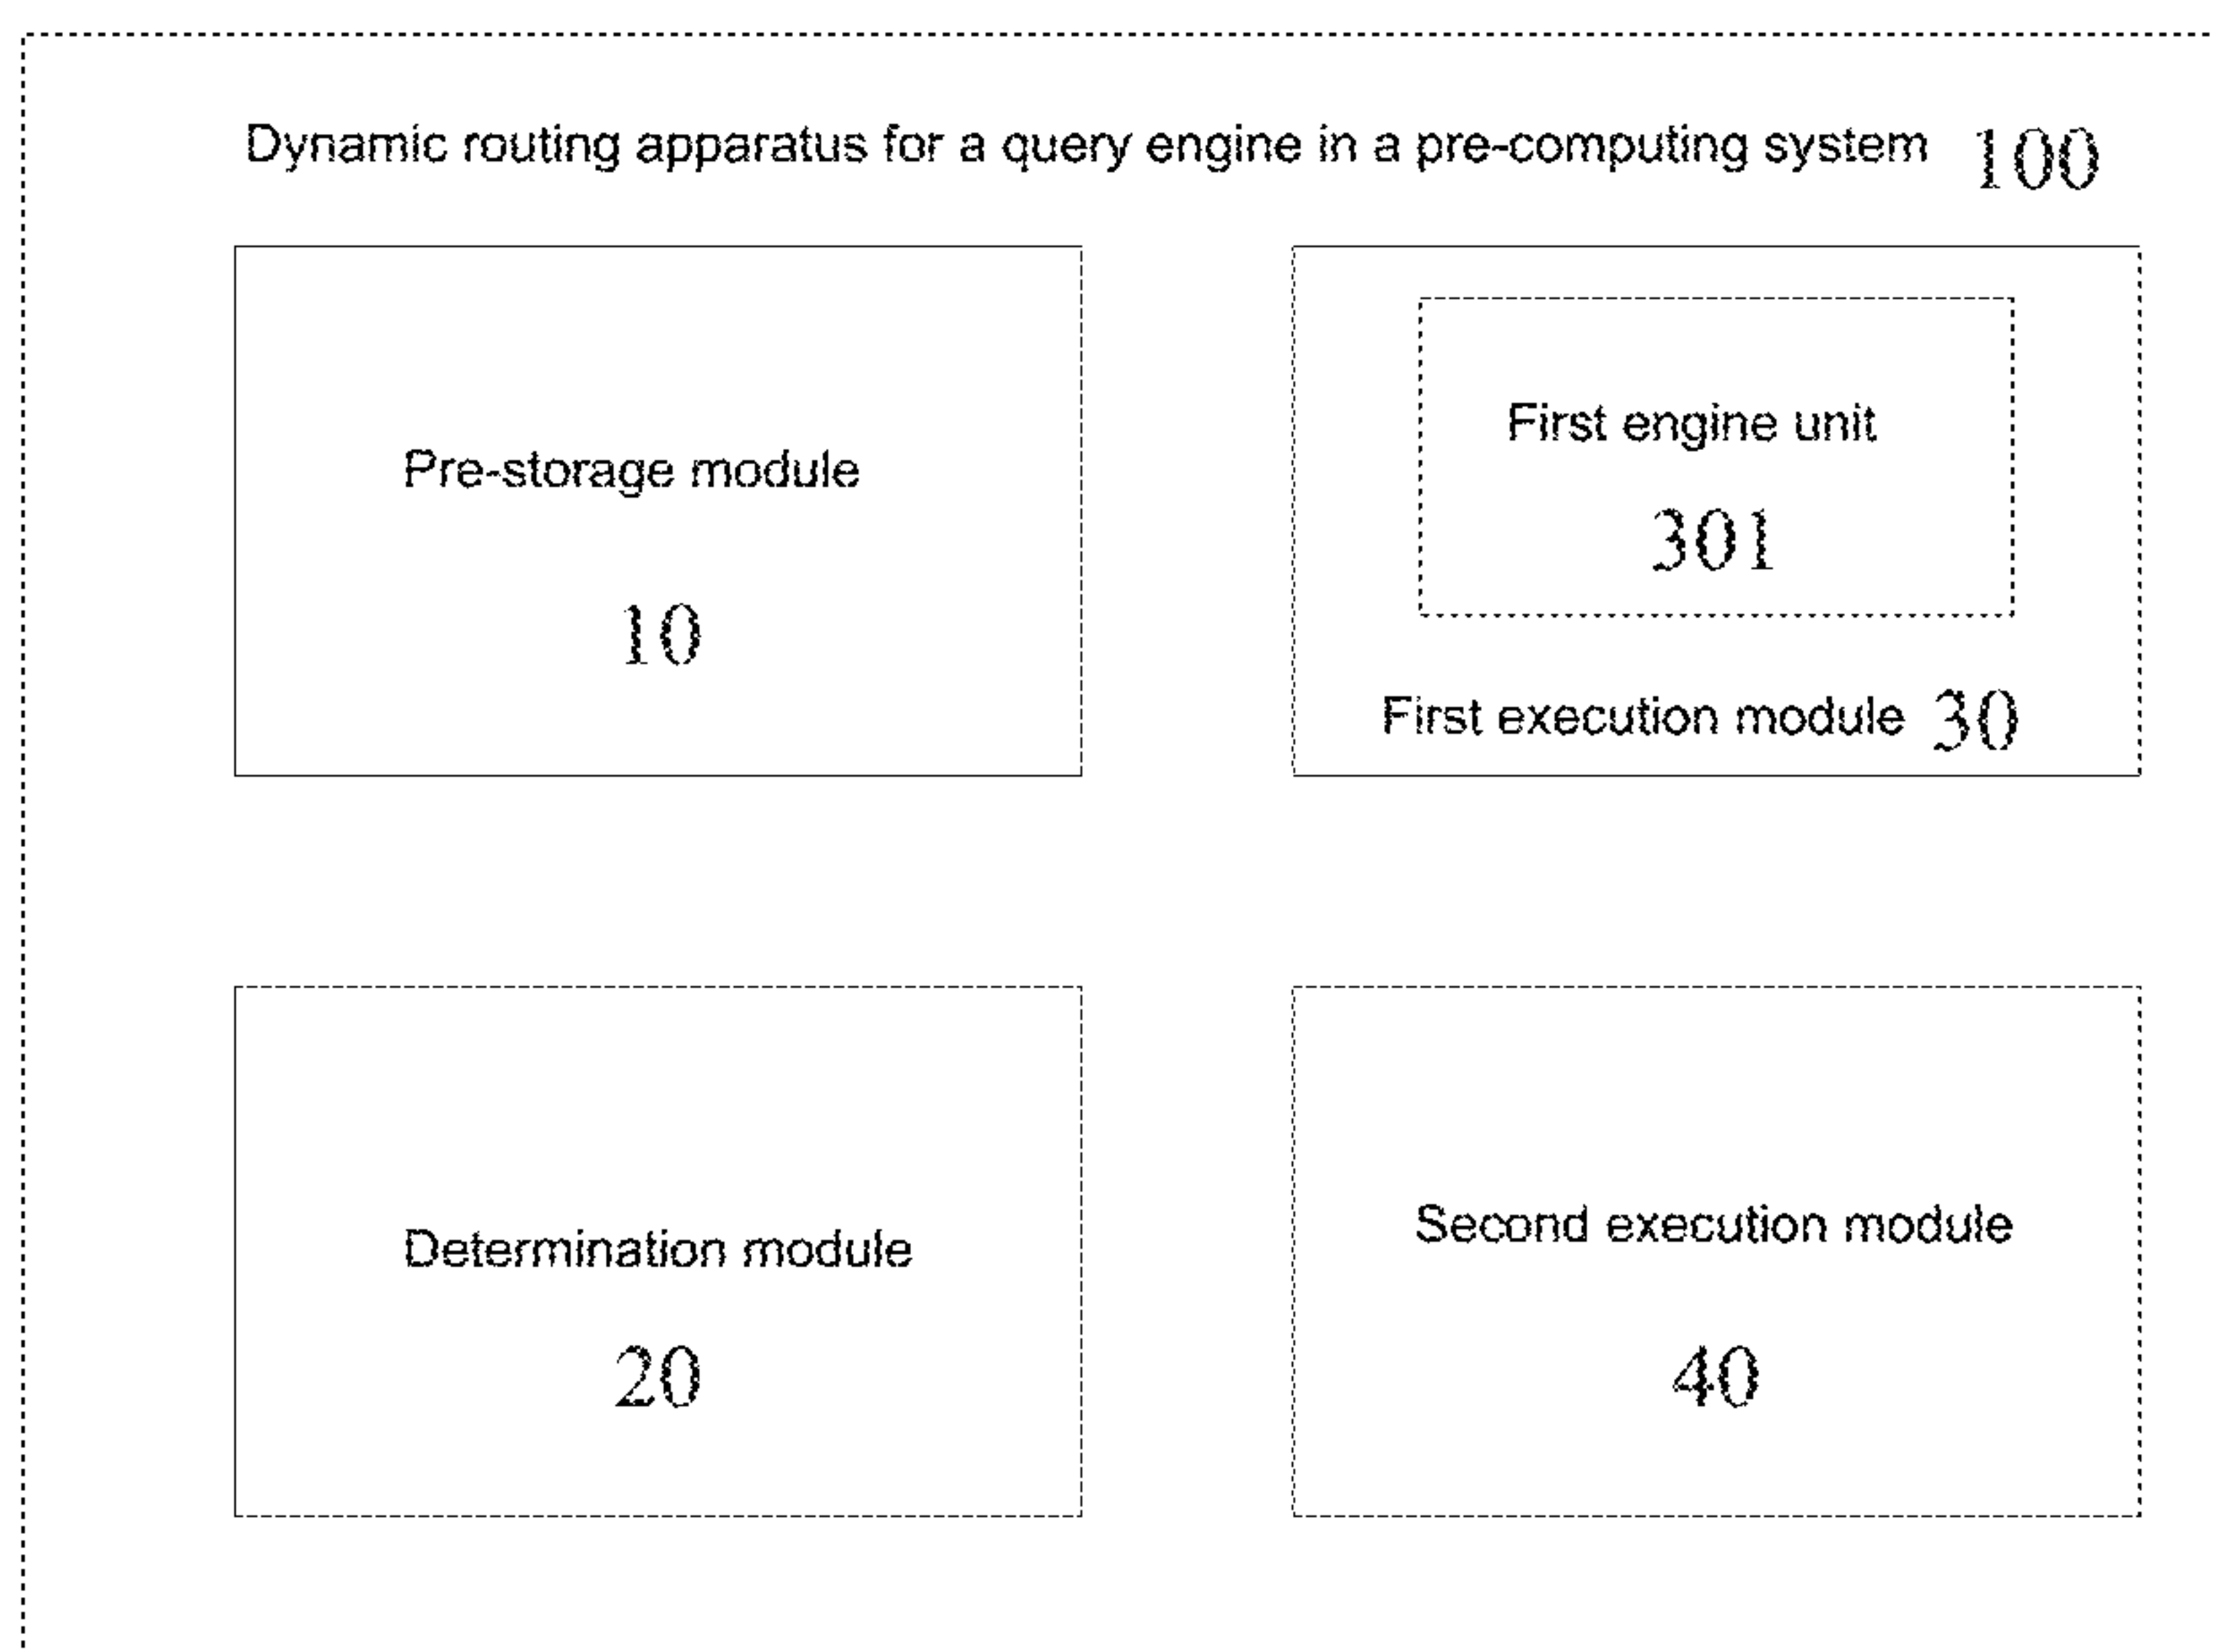 Dynamic routing apparatus for a query engine in a pre-computing system 100
Pre-storage module
10
First engine unit
301
First execution module 30
Determination module
20
Second execution module
40